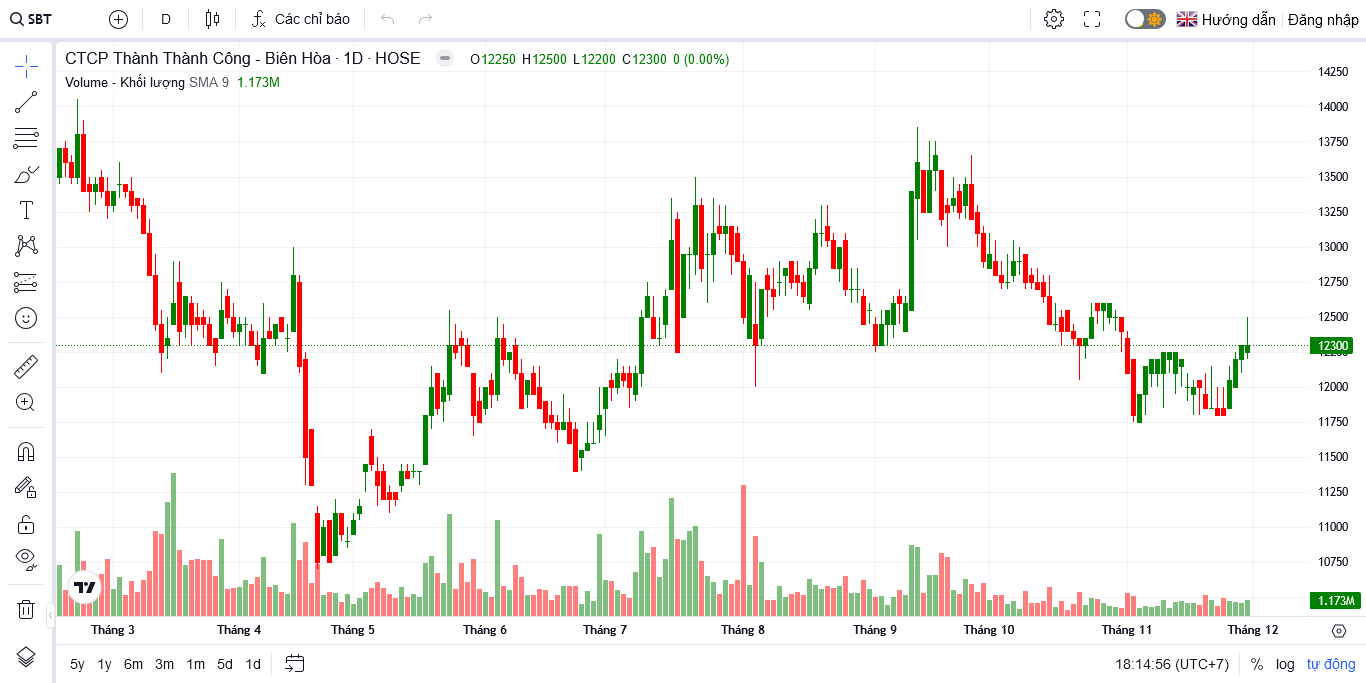 SBT D Các chỉ báo Hướng dẫn Đăng nhập
CTCP Thành Thành Công - Biên Hòa · 1D · HOSE O12250 H12500 L12200 C12300 0 (0.00%)
Volume - Khối lượng SMA 9 1.173M
14250
14000
13750
13500
13250
13000
12750
12500
12300
12250
12000
11750
11500
11250
11000
10750
1.173M
Tháng 3 Tháng 4 Tháng 5 Tháng 6 Tháng 7 Tháng 8 Tháng 9 Tháng 10 Tháng 11 Tháng 12
5y 1y 6m 3m 1m 5d 1d 18:14:56 (UTC+7) % log tự động